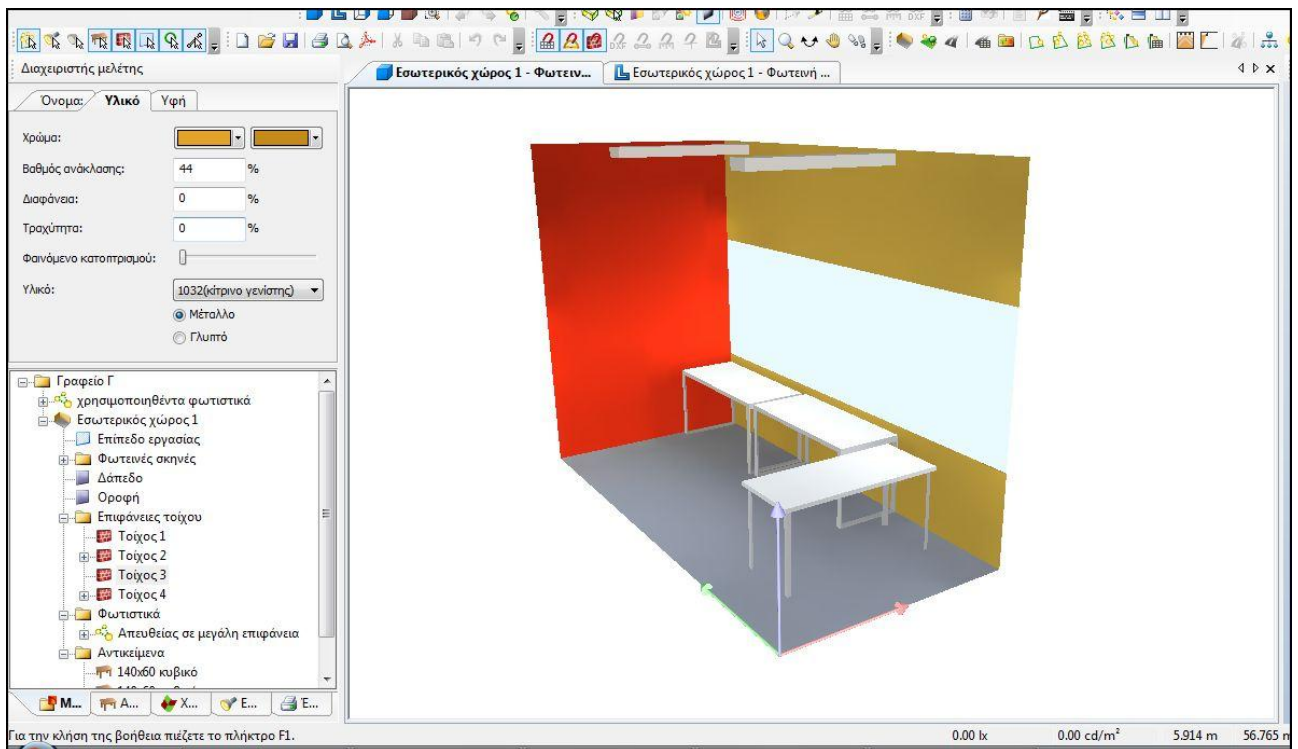 DXF
DXF
Διαχειριστής μελέτης
Εσωτερικός χώρος 1 - Φωτειν...
Εσωτερικός χώρος 1 - Φωτεινή ...
Όνομα:
Υλικό
Υφή
Χρώμα:
Βαθμός ανάκλασης: 44 %
Διαφάνεια: 0 %
Τραχύτητα: 0 %
Φαινόμενο κατοπτρισμού:
Υλικό: 1032(κίτρινο γενίστης)
Μέταλλο
Γλυπτό
Γραφείο Γ
χρησιμοποιηθέντα φωτιστικά
Εσωτερικός χώρος 1
Επίπεδο εργασίας
Φωτεινές σκηνές
Δάπεδο
Οροφή
Επιφάνειες τοίχου
Τοίχος 1
Τοίχος 2
Τοίχος 3
Τοίχος 4
Φωτιστικά
Απευθείας σε μεγάλη επιφάνεια
Αντικείμενα
140x60 κυβικό
Μ... Α... Χ... Ε... Έ...
Για την κλήση της βοήθεια πιέζετε το πλήκτρο F1. 0.00 lx 0.00 cd/m² 5.914 m 56.765 m